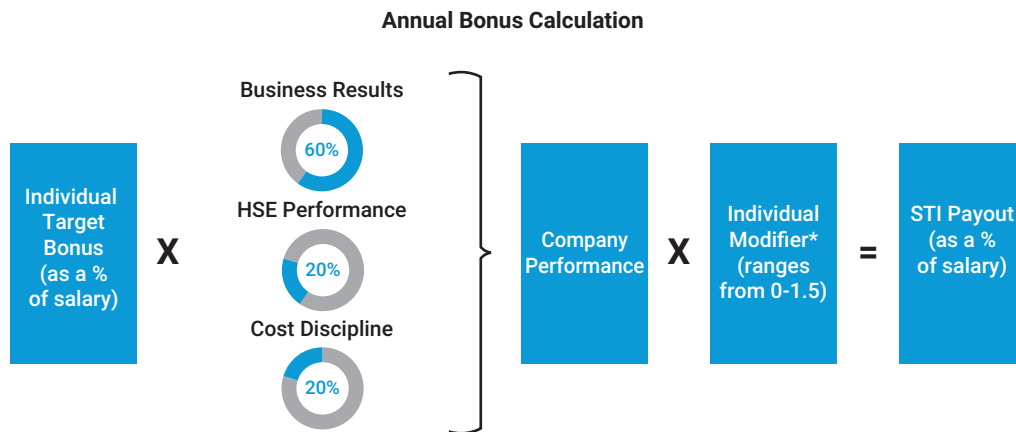 Annual Bonus Calculation
Individual
Target
Bonus
(as a %
of salary)
X
Business Results
60%
HSE Performance
20%
Cost Discipline
20%
Company
Performance
X
Individual
Modifier*
(ranges
from 0-1.5)
=
STI Payout
(as a %
of salary)